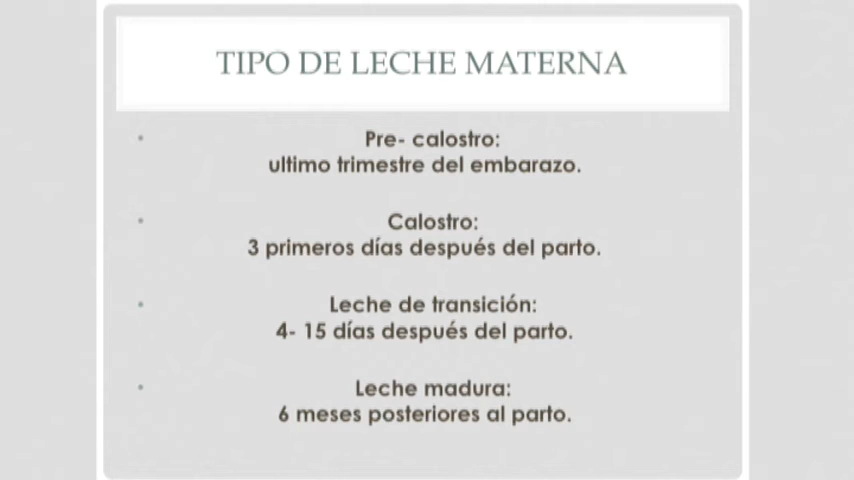 TIPO DE LECHE MATERNA
• Pre- calostro:
ultimo trimestre del embarazo.
• Calostro:
3 primeros días después del parto.
• Leche de transición:
4- 15 días después del parto.
• Leche madura:
6 meses posteriores al parto.